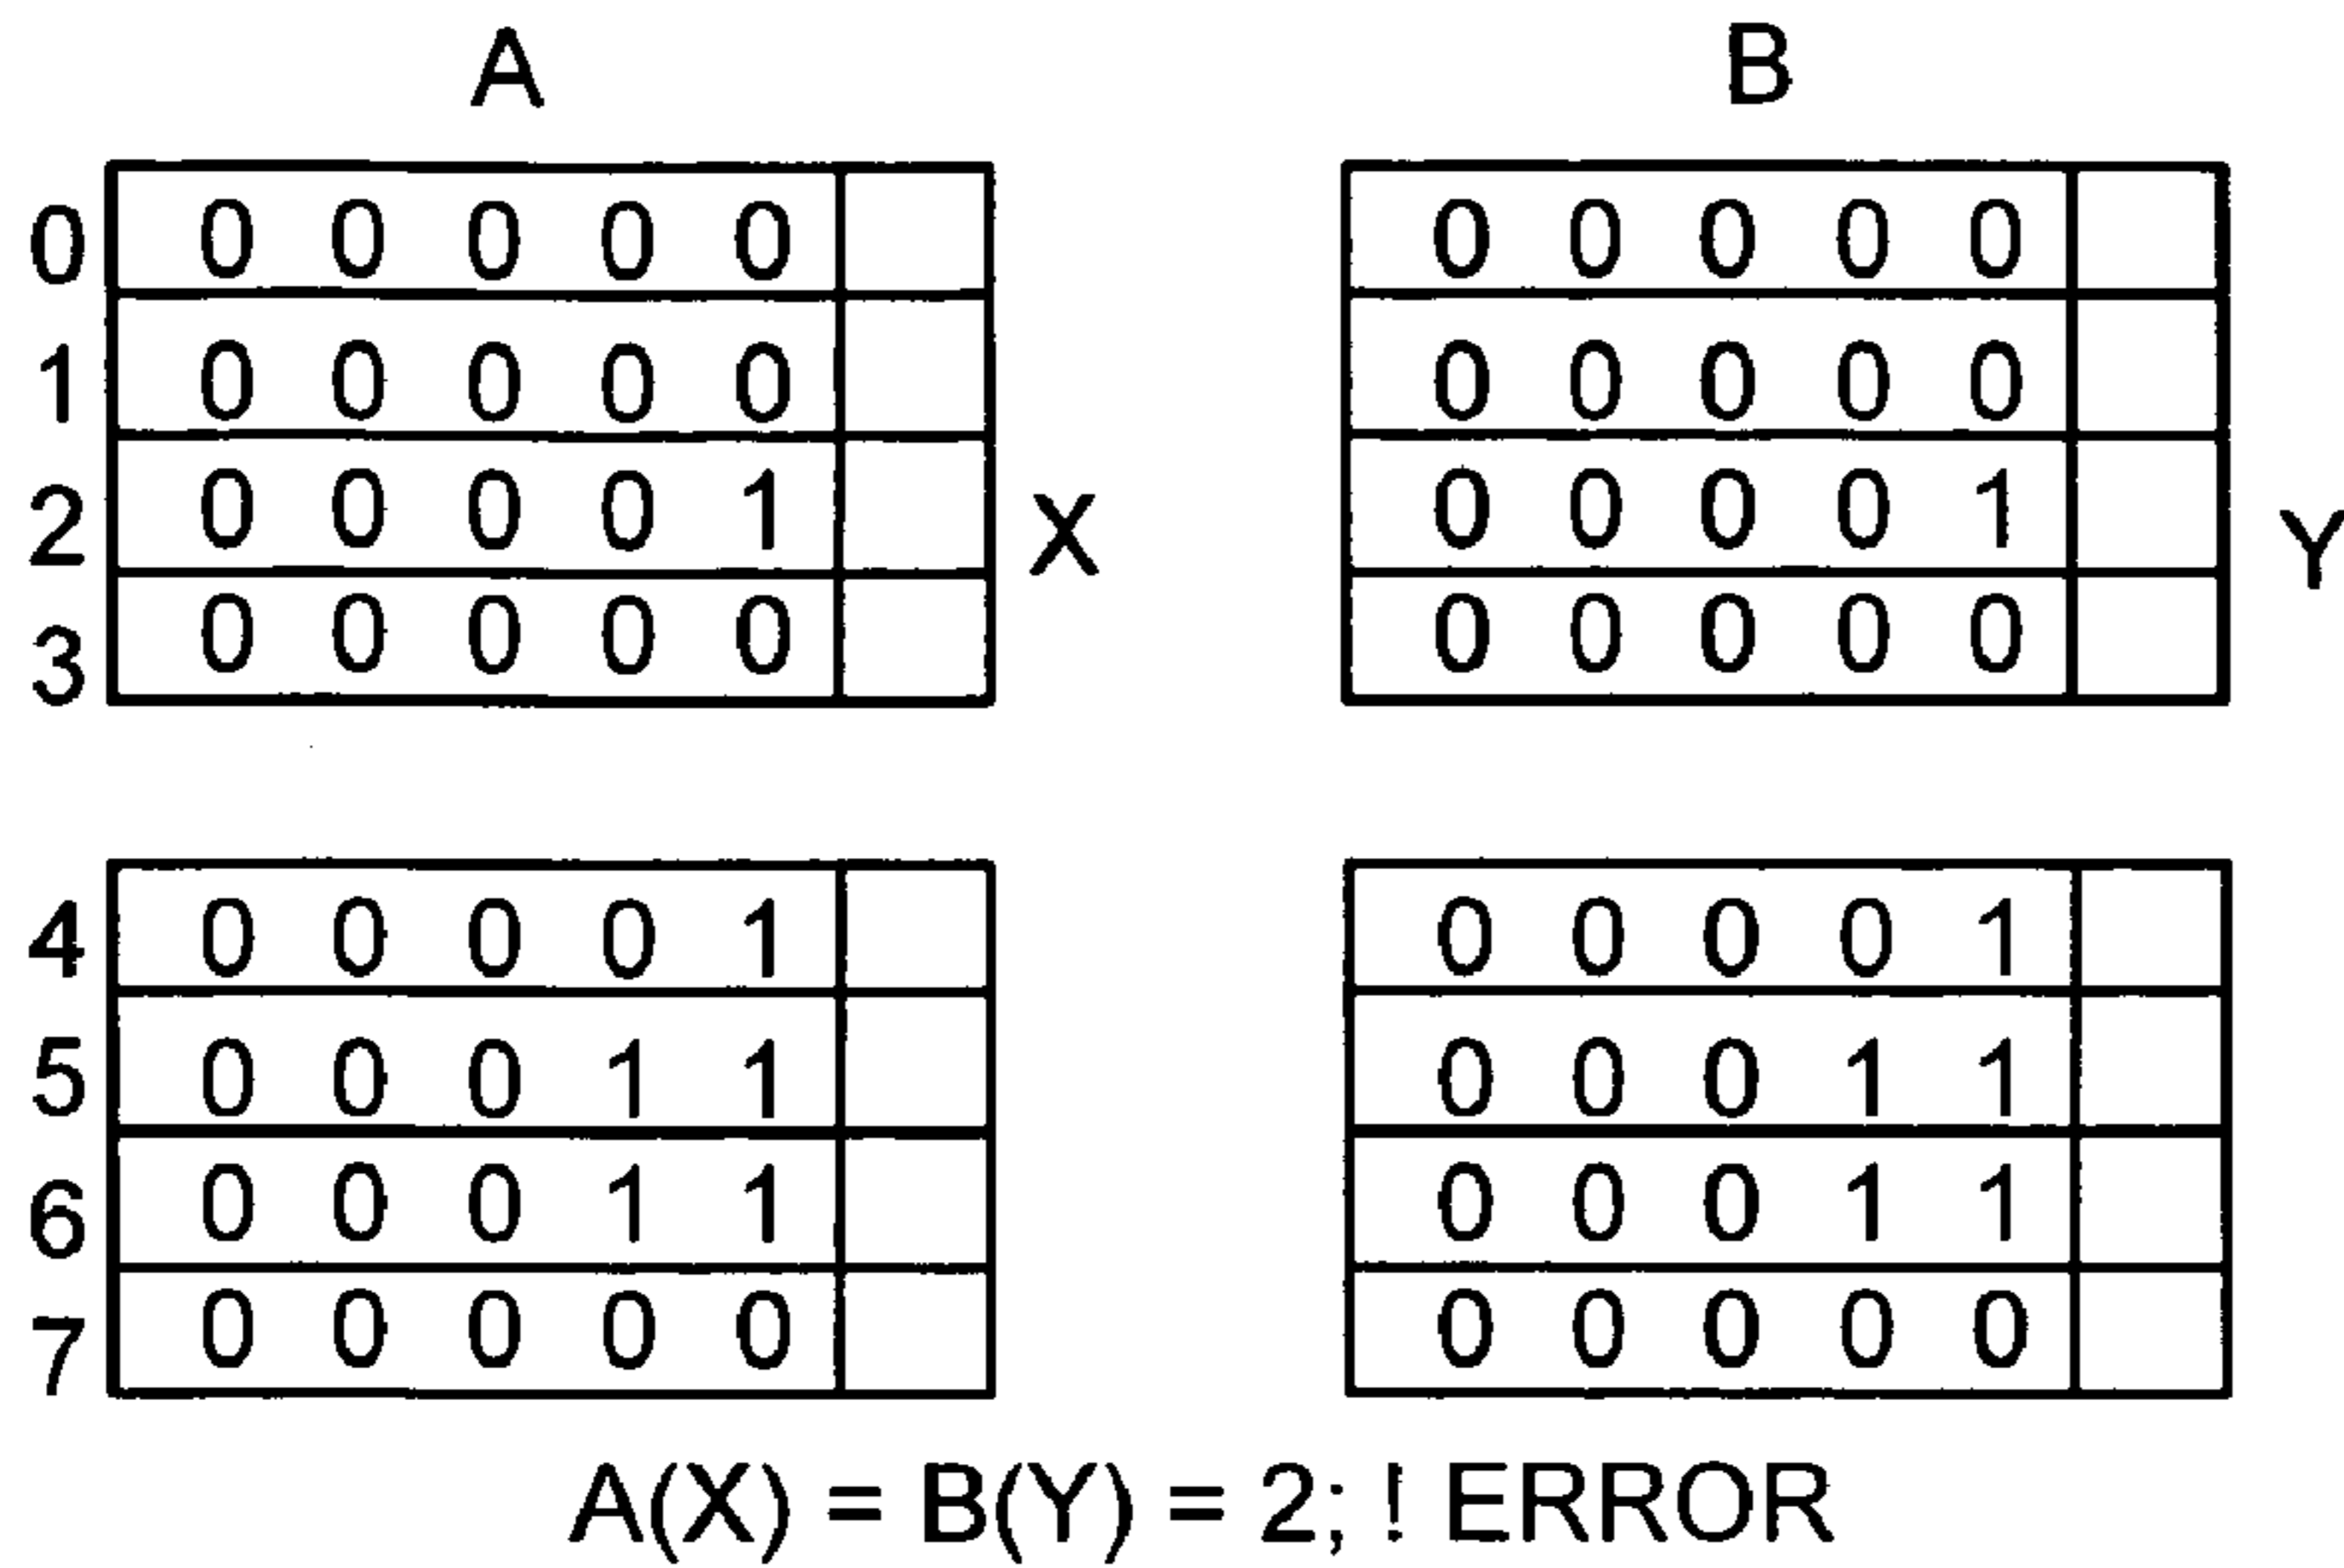 A B
0 0 0 0 0 0 0 0 0 0 0
1 0 0 0 0 0 0 0 0 0 0
2 0 0 0 0 1 X 0 0 0 0 1 Y
3 0 0 0 0 0 0 0 0 0 0
4 0 0 0 0 1 0 0 0 0 1
5 0 0 0 1 1 0 0 0 1 1
6 0 0 0 1 1 0 0 0 1 1
7 0 0 0 0 0 0 0 0 0 0
A(X) = B(Y) = 2; ! ERROR